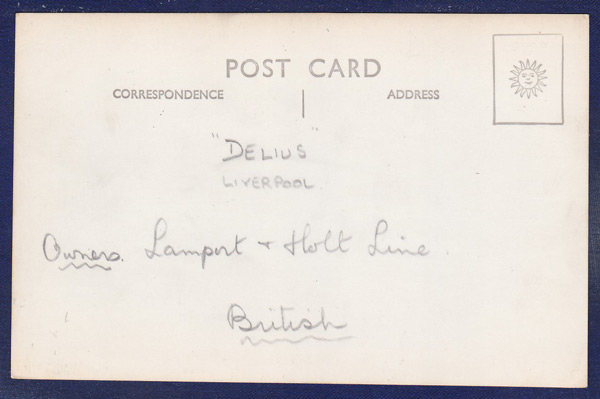 POST CARD
CORRESPONDENCE ADDRESS
"DELIUS"
LIVERPOOL.
Owners. Lamport + Holt Line.
British